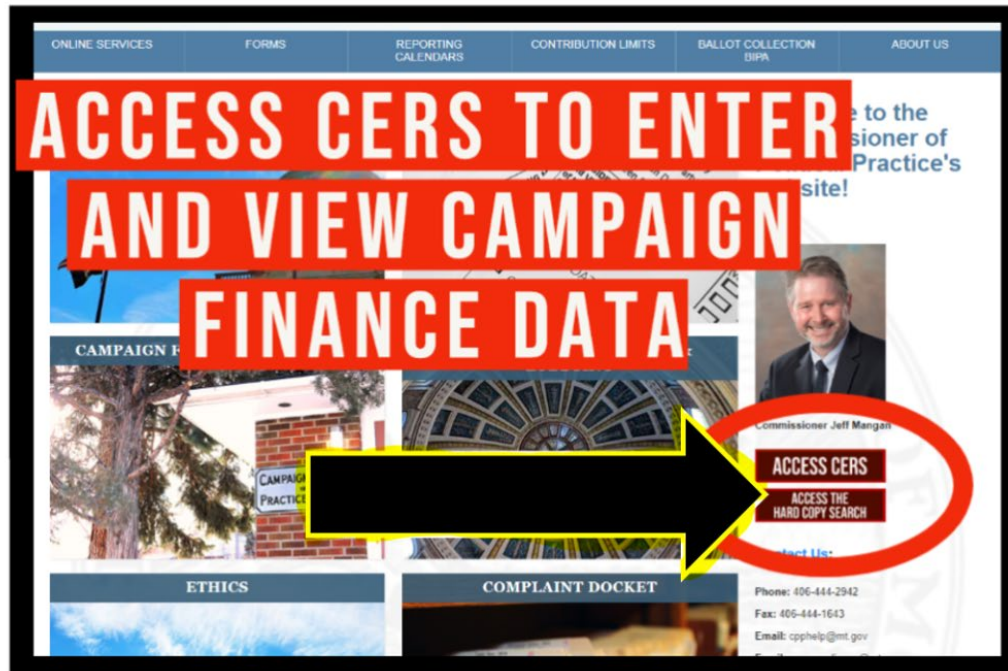 ONLINE SERVICES
FORMS
REPORTING
CALENDARS
CONTRIBUTION LIMITS
BALLOT COLLECTION
BIPA
ABOUT US
ACCESS CERS TO ENTER
AND VIEW CAMPAIGN
FINANCE DATA
e to the
sioner of
Practice's
site!
CAMPAIGN F
CAMPAIG
PRACTIC
Commissioner Jeff Mangan
ACCESS CERS
ACCESS THE
HARD COPY SEARCH
Contact Us:
ETHICS
COMPLAINT DOCKET
Phone: 406-444-2942
Fax: 406-444-1643
Email: cpphelp@mt.gov